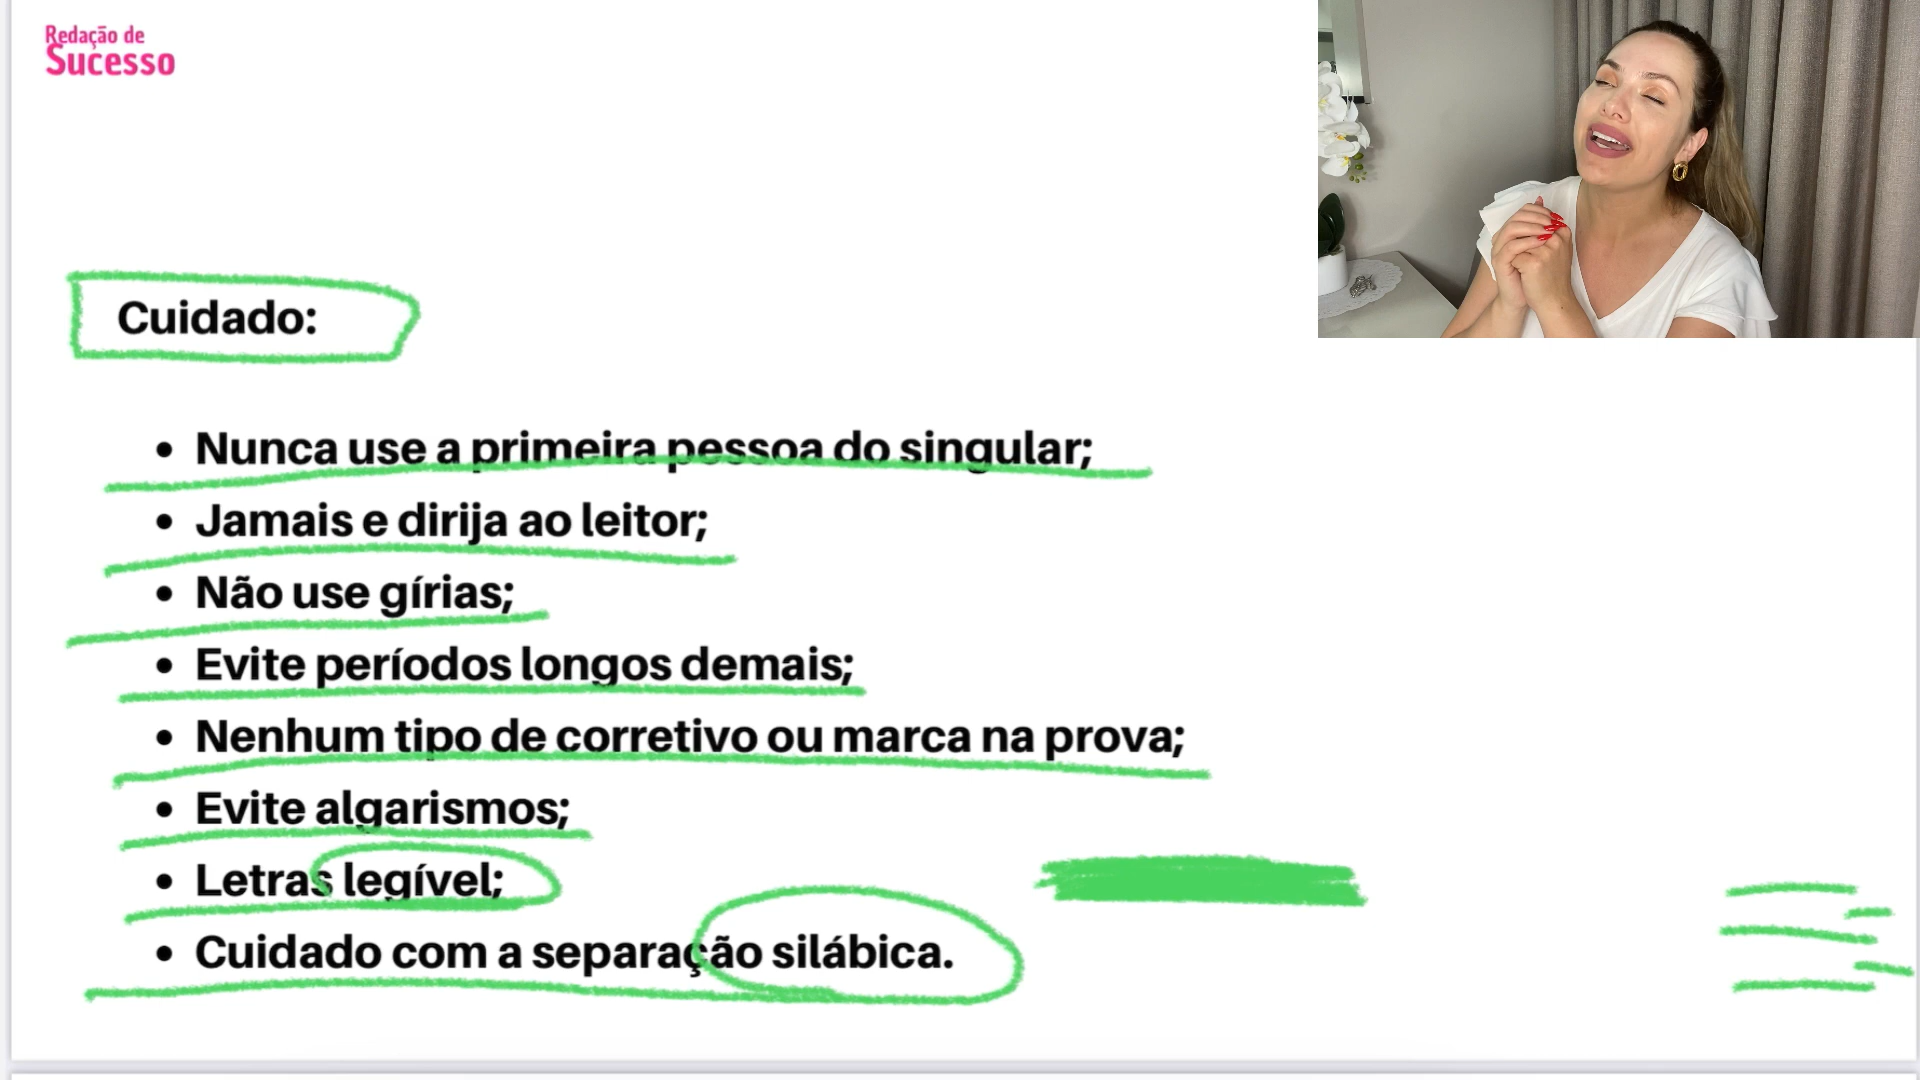 Redação de
Sucesso
Cuidado:
• Nunca use a primeira pessoa do singular;
• Jamais e dirija ao leitor;
• Não use gírias;
• Evite períodos longos demais;
• Nenhum tipo de corretivo ou marca na prova;
• Evite algarismos;
• Letras legível;
• Cuidado com a separação silábica.